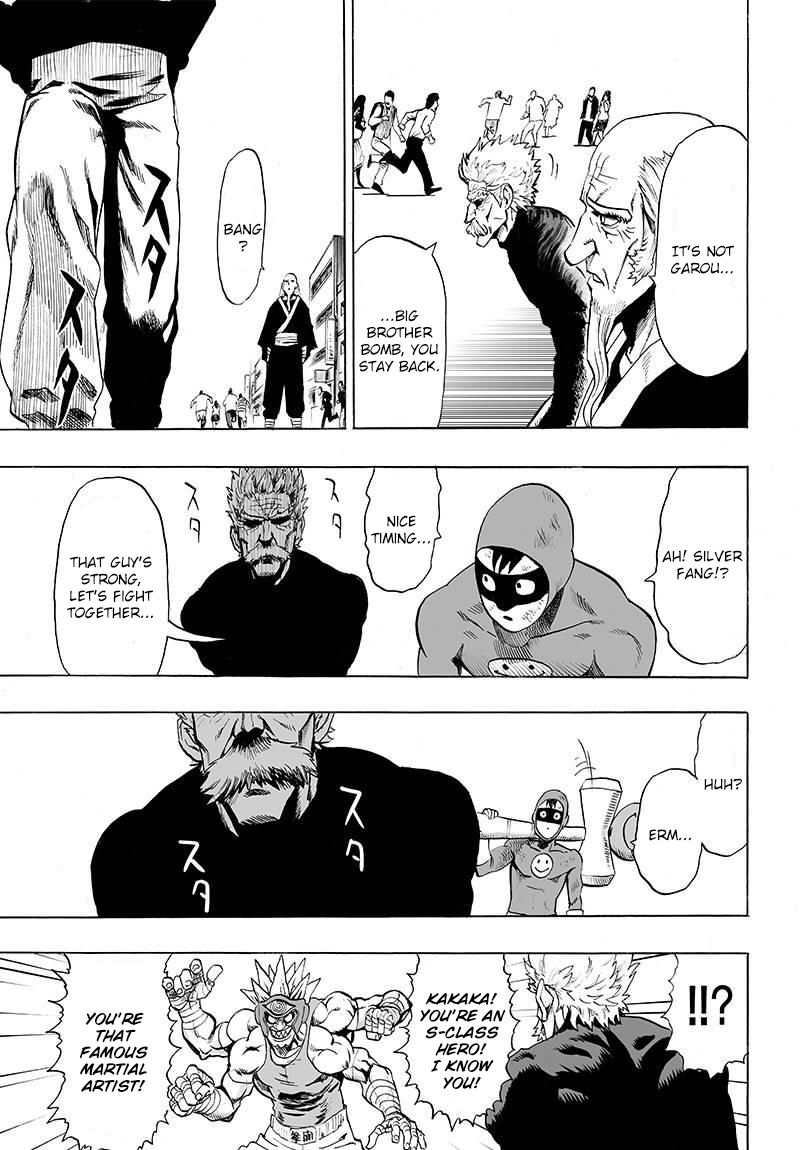 IT'S NOT
GAROU...
...BIG
BROTHER
BOMB, YOU
STAY BACK.
BANG
?
スタ
スタ
AH! SILVER
FANG!?
NICE
TIMING...
THAT GUY'S
STRONG,
LET'S FIGHT
TOGETHER...
スタ
スタ
HUH?
ERM...
スタ
スタ
!!?
KAKAKA!
YOU'RE AN
S-CLASS
HERO!
I KNOW
YOU!
YOU'RE
THAT
FAMOUS
MARTIAL
ARTIST!